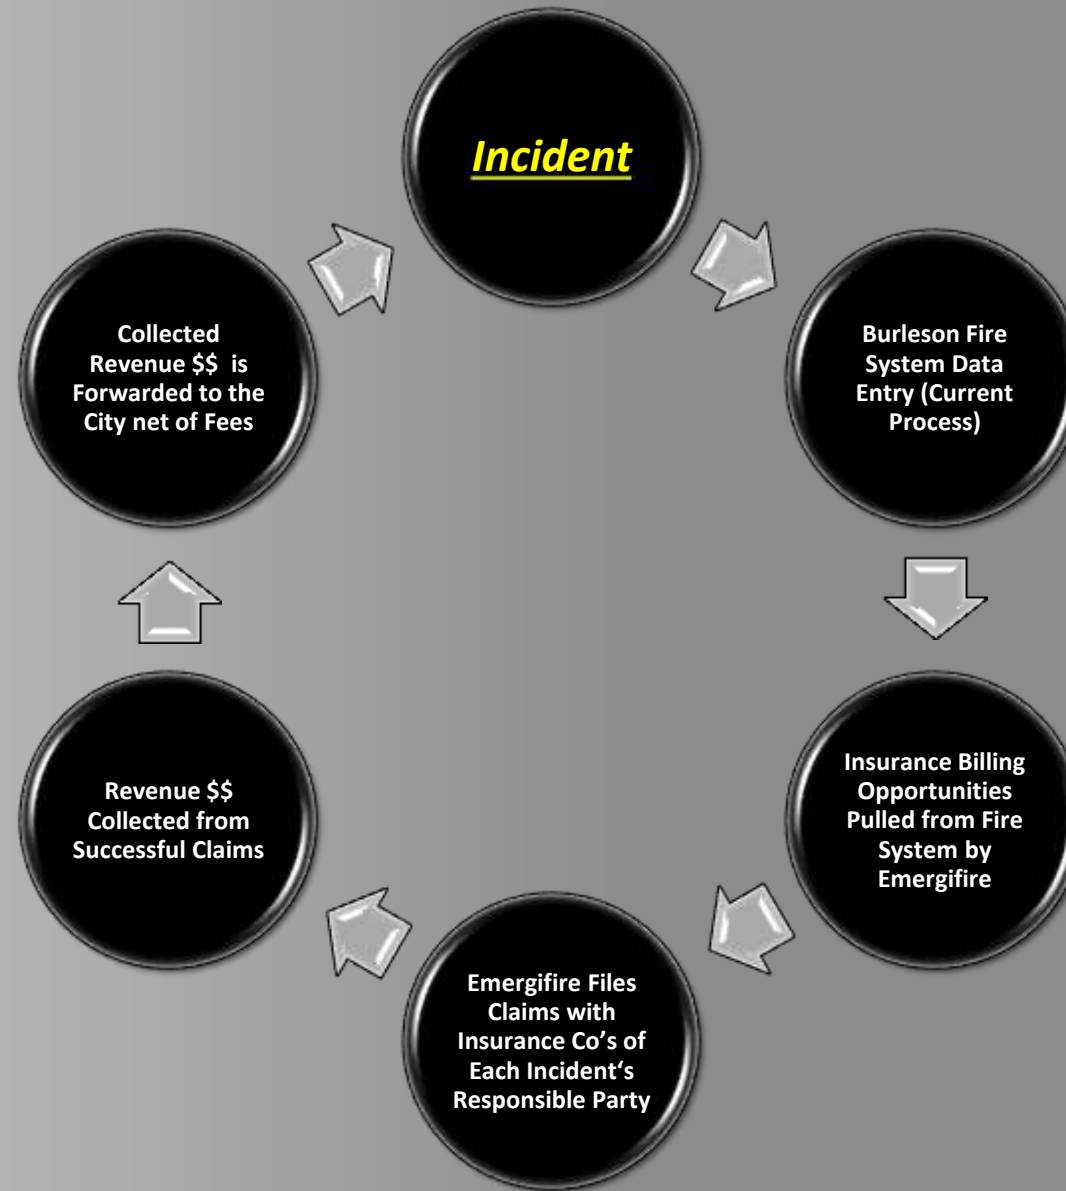 Incident
Burleson Fire
System Data
Entry (Current
Process)
Insurance Billing
Opportunities
Pulled from Fire
System by
Emergifire
Emergifire Files
Claims with
Insurance Co’s of
Each Incident‘s
Responsible Party
Revenue $$
Collected from
Successful Claims
Collected
Revenue $$  is
Forwarded to the
City net of Fees